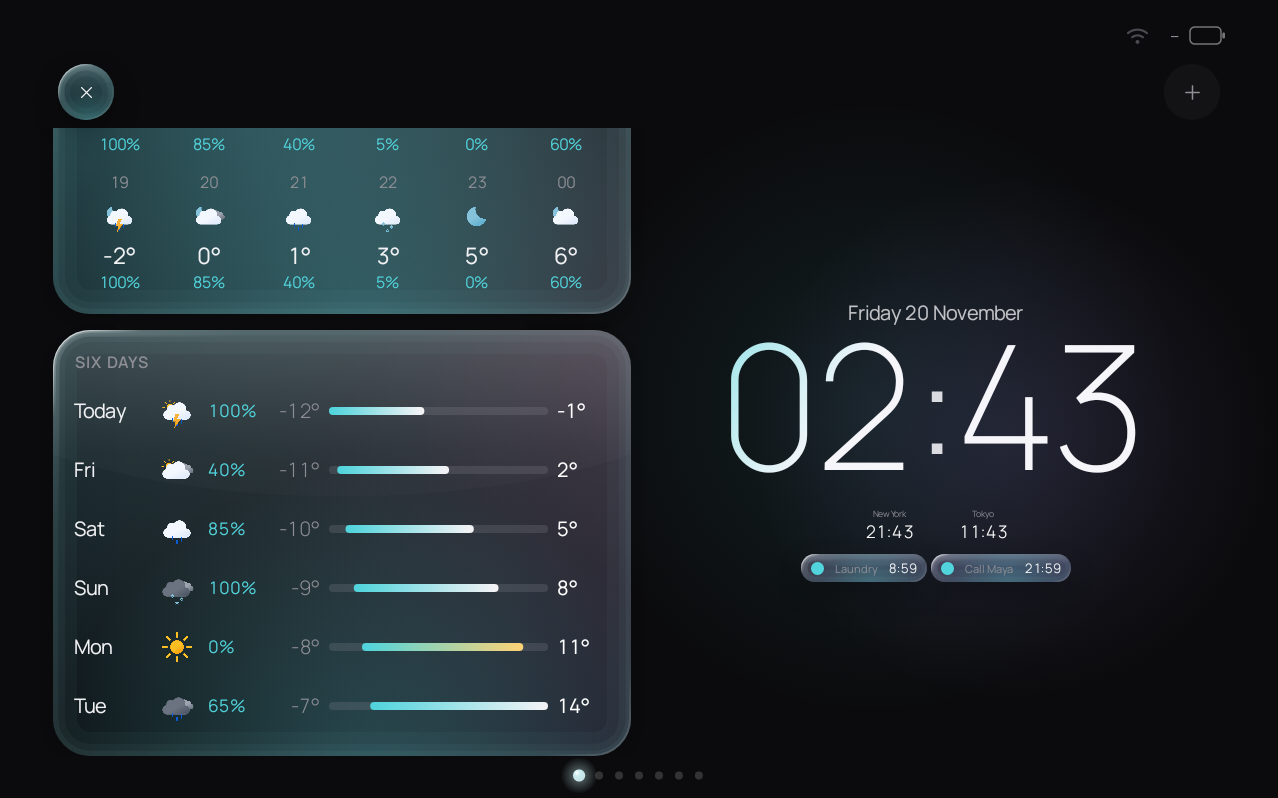 –
100% 85% 40% 5% 0% 60%
19 20 21 22 23 00
-2° 0° 1° 3° 5° 6°
100% 85% 40% 5% 0% 60%
SIX DAYS
Today 100% -12° -1°
Fri 40% -11° 2°
Sat 85% -10° 5°
Sun 100% -9° 8°
Mon 0% -8° 11°
Tue 65% -7° 14°
Friday 20 November
02:43
New York Tokyo
21:43 11:43
Laundry 8:59 Call Maya 21:59